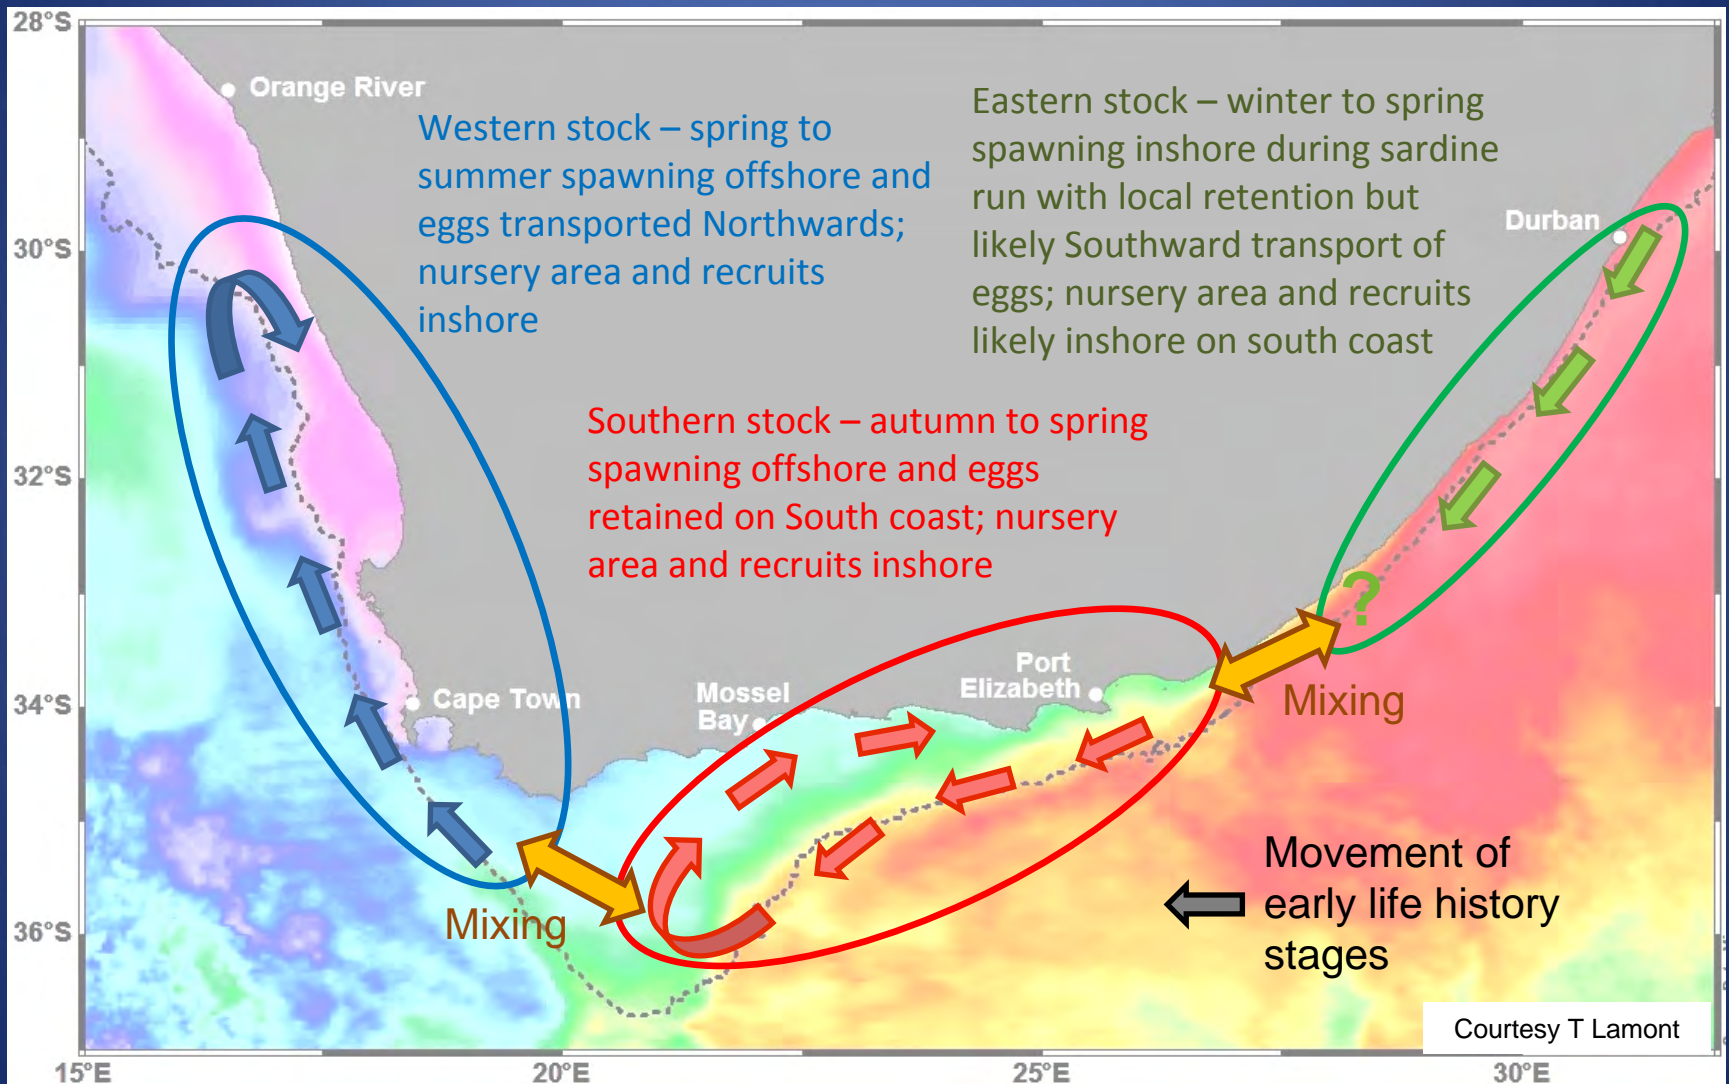 28°S
30°S
32°S
34°S
36°S
15°E
20°E
25°E
30°E
Orange River
Western stock – spring to
summer spawning offshore and
eggs transported Northwards;
nursery area and recruits
inshore
Eastern stock – winter to spring
spawning inshore during sardine
run with local retention but
likely Southward transport of
eggs; nursery area and recruits
likely inshore on south coast
Durban
Southern stock – autumn to spring
spawning offshore and eggs
retained on South coast; nursery
area and recruits inshore
?
Cape Town
Mossel
Bay
Port
Elizabeth
Mixing
Mixing
Movement of
early life history
stages
Courtesy T Lamont